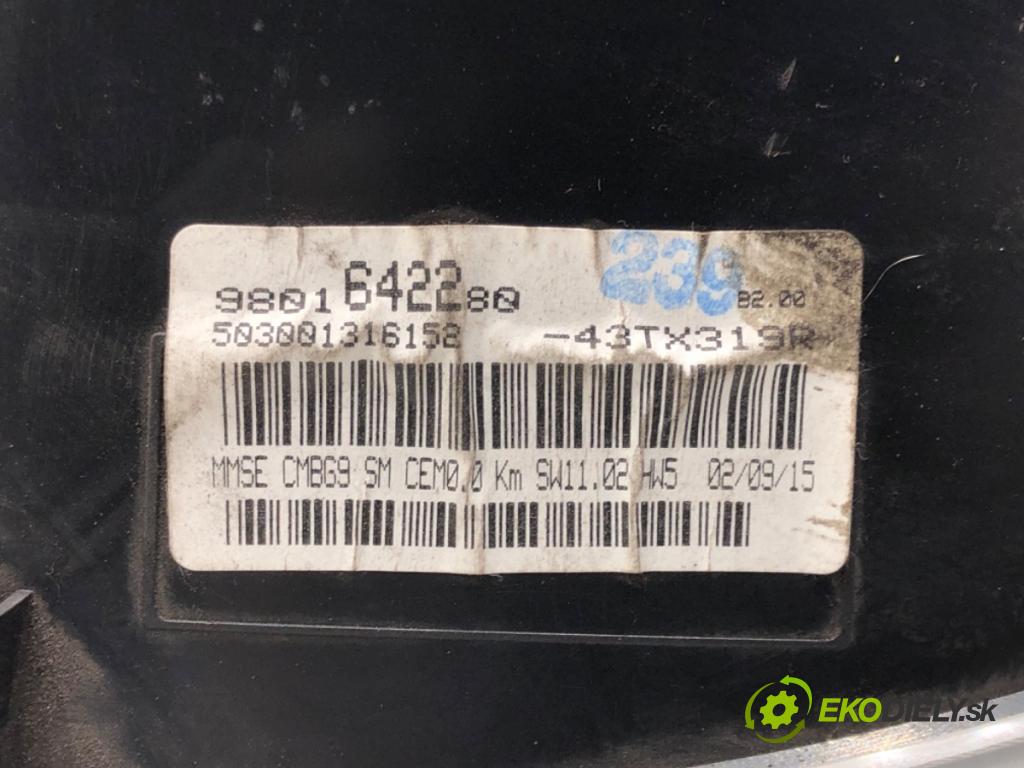 9801642280 239 B2.00
503001316158 -43TX319R
MMSE CMBG9 SM CEM0.0 Km SW11.02 HW5 02/09/15
EKODIELY.sk